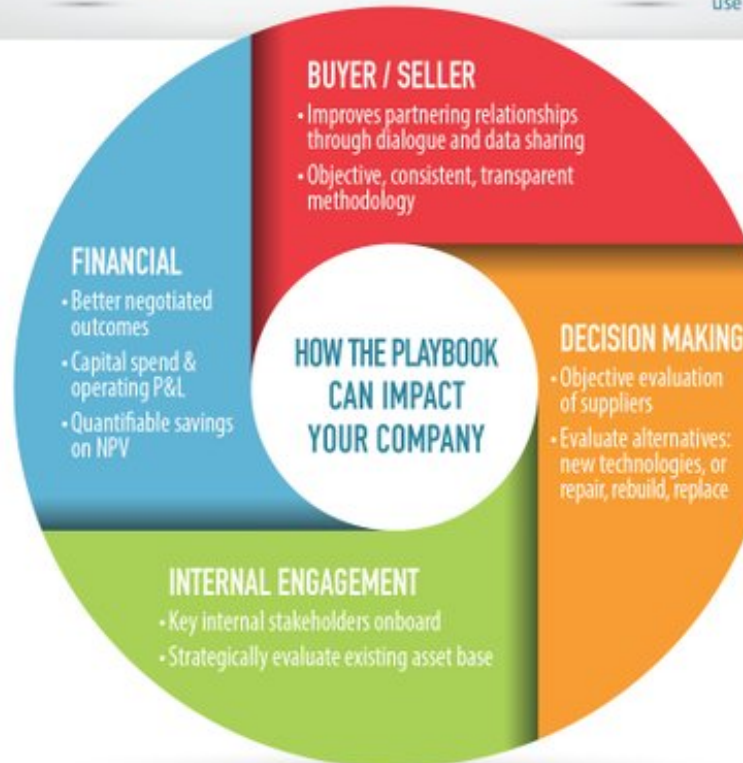 use
BUYER / SELLER
• Improves partnering relationships
through dialogue and data sharing
• Objective, consistent, transparent
methodology
FINANCIAL
• Better negotiated
outcomes
• Capital spend &
operating P&L
• Quantifiable savings
on NPV
HOW THE PLAYBOOK
CAN IMPACT
YOUR COMPANY
DECISION MAKING
• Objective evaluation
of suppliers
• Evaluate alternatives:
new technologies, or
repair, rebuild, replace
INTERNAL ENGAGEMENT
• Key internal stakeholders onboard
• Strategically evaluate existing asset base